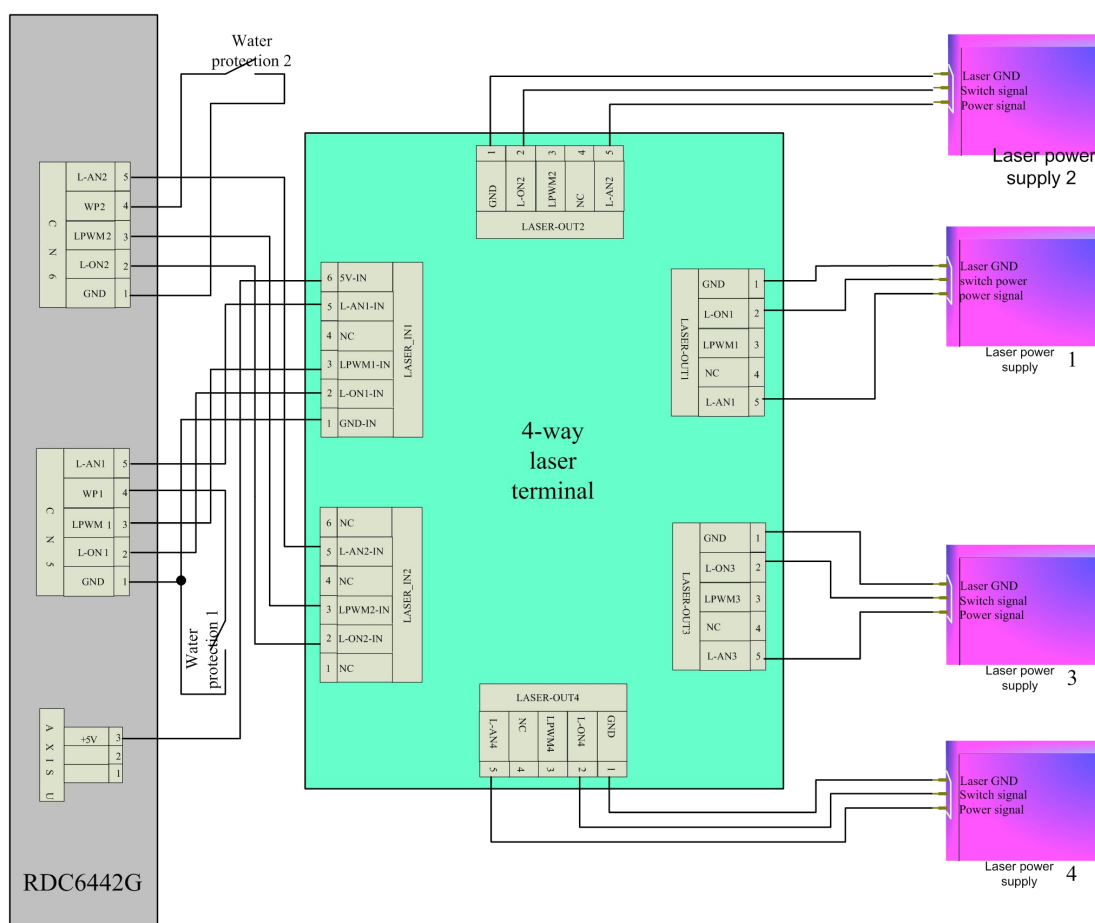 Water
protection 2
L-AN2 5
WP2 4
LPWM2 3
L-ON2 2
GND 1
C N 6
L-AN1 5
WP1 4
LPWM 1 3
L-ON 1 2
GND 1
C N 5
Water
protection 1
+5V 3
2
1
A X I S U
RDC6442G
1 2 3 4 5
GND L-ON2 LPWM2 NC L-AN2
LASER-OUT2
6 5V-IN
5 L-AN1-IN
4 NC
3 LPWM1-IN
2 L-ON1-IN
1 GND-IN
LASER_IN1
6 NC
5 L-AN2-IN
4 NC
3 LPWM2-IN
2 L-ON2-IN
1 NC
LASER_IN2
4-way
laser
terminal
GND 1
L-ON1 2
LPWM1 3
NC 4
L-AN1 5
LASER-OUT1
GND 1
L-ON3 2
LPWM3 3
NC 4
L-AN3 5
LASER-OUT3
LASER-OUT4
L-AN4 NC LPWM4 L-ON4 GND
5 4 3 2 1
Laser GND
Switch signal
Power signal
Laser power
supply 2
Laser GND
switch power
power signal
Laser power
supply 1
Laser GND
Switch signal
Power signal
Laser power
supply 3
Laser GND
Switch signal
Power signal
Laser power
supply 4